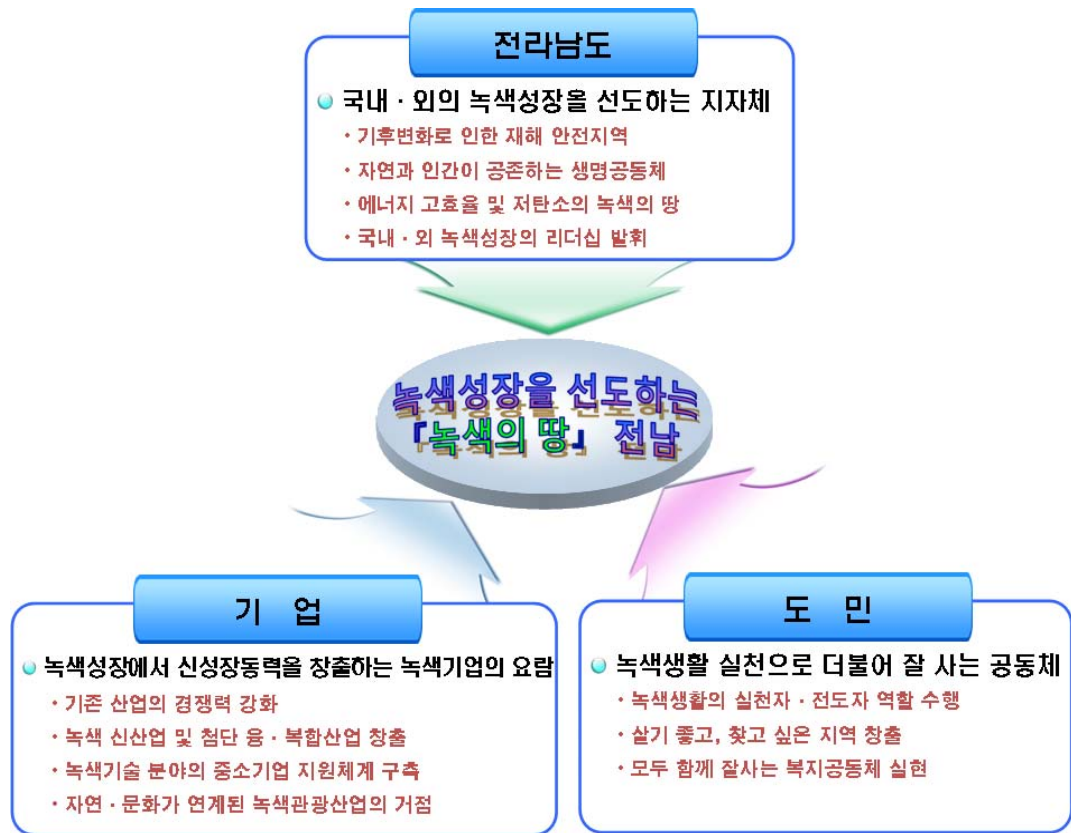 전라남도
국내 · 외의 녹색성장을 선도하는 지자체
· 기후변화로 인한 재해 안전지역
· 자연과 인간이 공존하는 생명공동체
· 에너지 고효율 및 저탄소의 녹색의 땅
· 국내 · 외 녹색성장의 리더십 발휘
녹색성장을 선도하는
『녹색의 땅』 전남
기 업
녹색성장에서 신성장동력을 창출하는 녹색기업의 요람
· 기존 산업의 경쟁력 강화
· 녹색 신산업 및 첨단 융 · 복합산업 창출
· 녹색기술 분야의 중소기업 지원체계 구축
· 자연 · 문화가 연계된 녹색관광산업의 거점
도 민
녹색생활 실천으로 더불어 잘 사는 공동체
· 녹색생활의 실천자 · 전도자 역할 수행
· 살기 좋고, 찾고 싶은 지역 창출
· 모두 함께 잘사는 복지공동체 실현